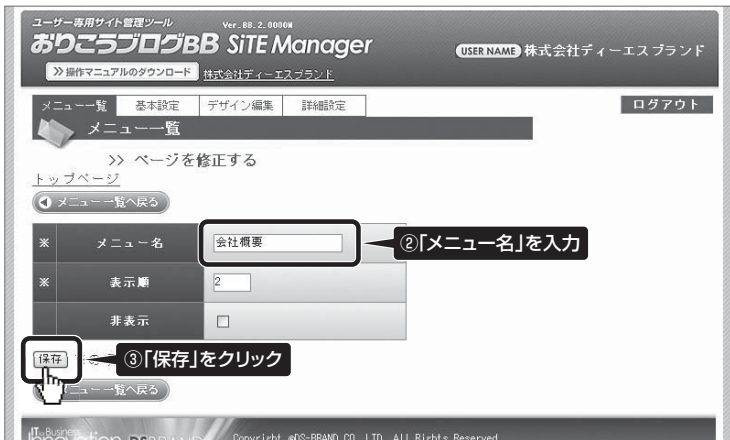 ユーザー専用サイト管理ツール Ver.BB.2.0000M
おりこうブログBB SiTE Manager
USER NAME 株式会社ディーエスブランド
操作マニュアルのダウンロード 株式会社ディーエスブランド
メニュー一覧 基本設定 デザイン編集 詳細設定 ログアウト
メニュー一覧
>> ページを修正する
トップページ
メニュー一覧へ戻る
※ メニュー名 会社概要
②「メニュー名」を入力
※ 表示順 2
非表示
保存
③「保存」をクリック
メニュー一覧へ戻る
IT&Business
Innovation DSBRAND Copyright @DS-BRAND CO. LTD. ALL Rights Reserved